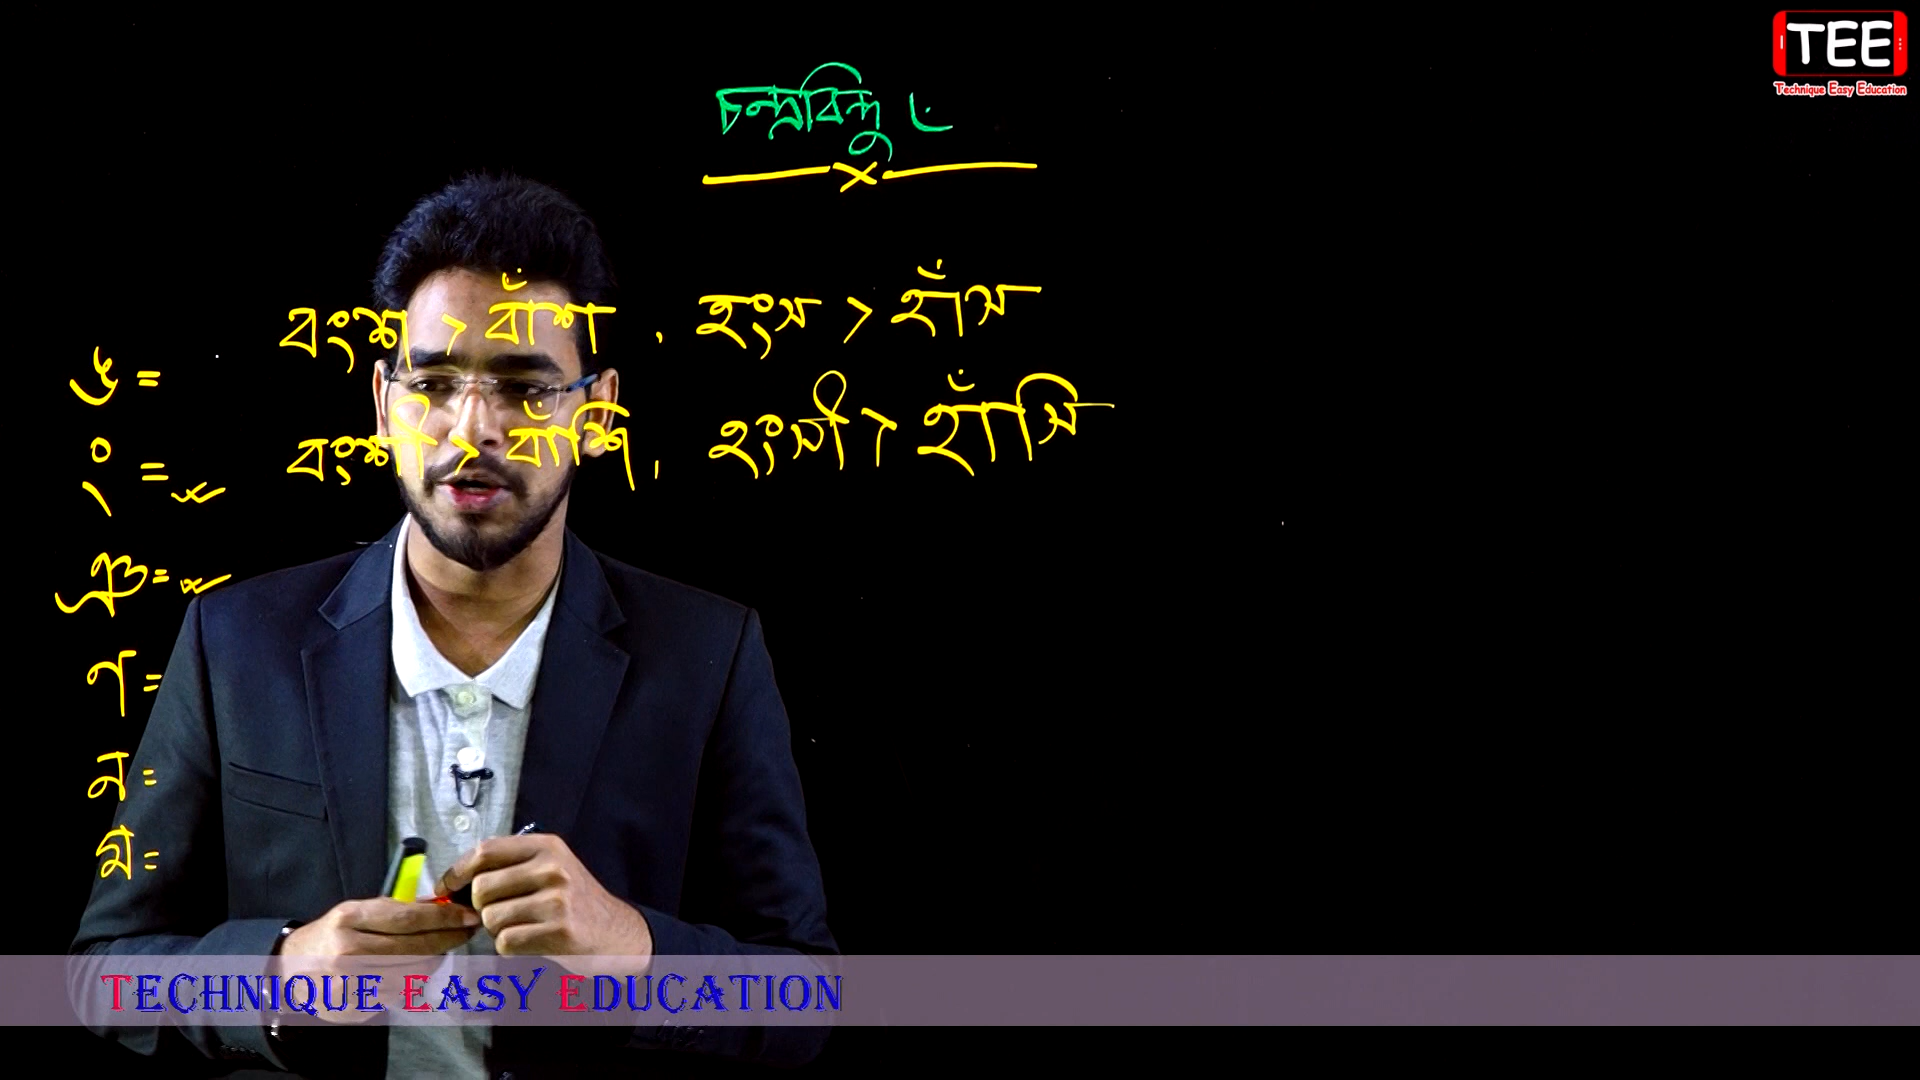 TEE
Technique Easy Education
চন্দ্রবিন্দু ঁ
বংশ > বাঁশ , হংস > হাঁস
ঙ =
বংশী > বাঁশি , হংসী > হাঁসি
ং =
ঞ =
ণ =
ন =
ম =
TECHNIQUE EASY EDUCATION